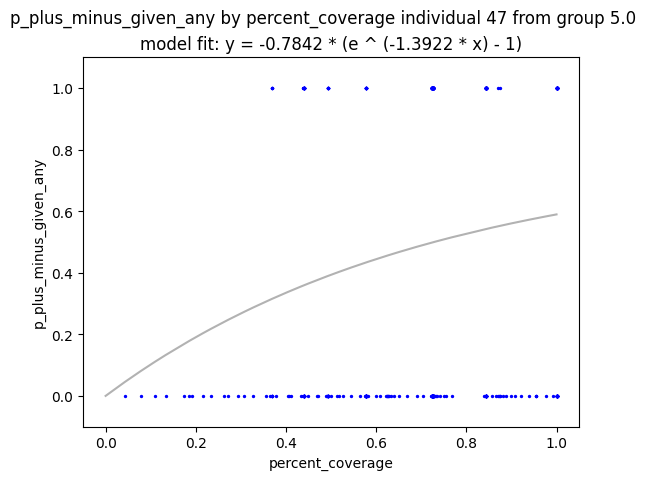 p_plus_minus_given_any by percent_coverage individual 47 from group 5.0
model fit: y = -0.7842 * (e ^ (-1.3922 * x) - 1)
1.0
0.8
0.6
0.4
0.2
0.0
p_plus_minus_given_any
0.0 0.2 0.4 0.6 0.8 1.0
percent_coverage